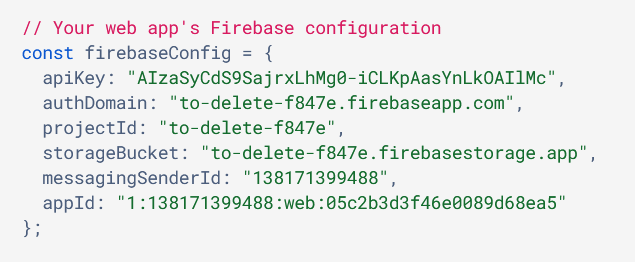 // Your web app's Firebase configuration
const firebaseConfig = {
  apiKey: "AIzaSyCdS9SajrxLhMg0-iCLKpAasYnLkOAIlMc",
  authDomain: "to-delete-f847e.firebaseapp.com",
  projectId: "to-delete-f847e",
  storageBucket: "to-delete-f847e.firebasestorage.app",
  messagingSenderId: "138171399488",
  appId: "1:138171399488:web:05c2b3d3f46e0089d68ea5"
};